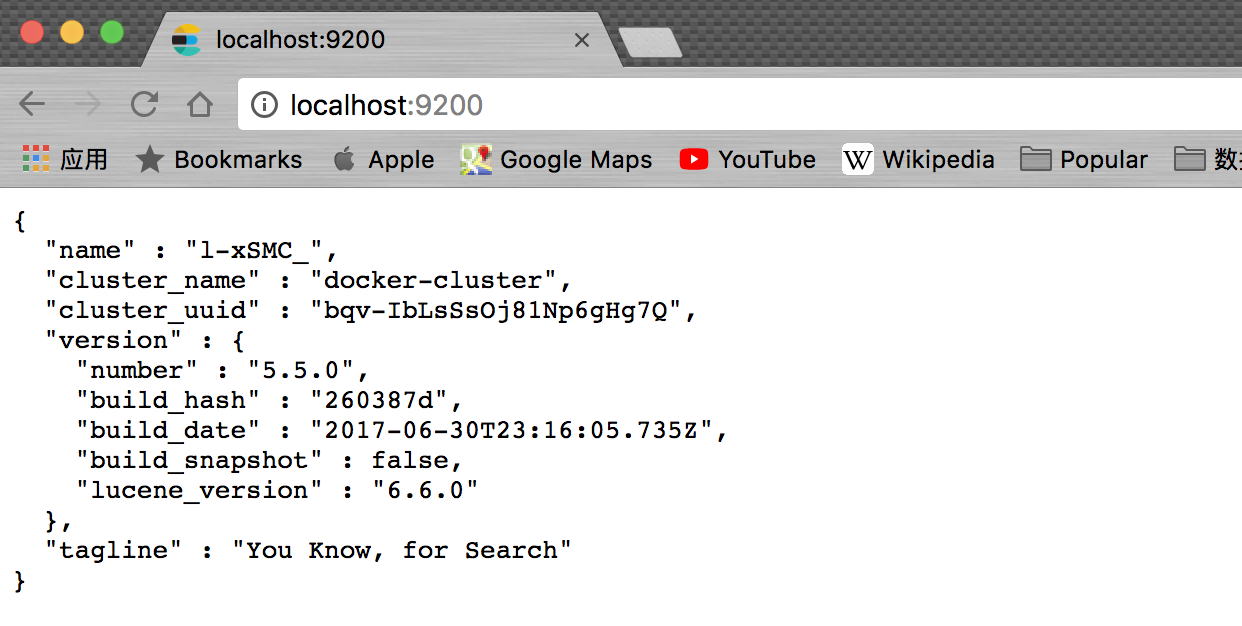 localhost:9200
localhost:9200
应用 Bookmarks Apple Google Maps YouTube W Wikipedia Popular
{
"name" : "l-xSMC_",
"cluster_name" : "docker-cluster",
"cluster_uuid" : "bqv-IbLsSsOj81Np6gHg7Q",
"version" : {
"number" : "5.5.0",
"build_hash" : "260387d",
"build_date" : "2017-06-30T23:16:05.735Z",
"build_snapshot" : false,
"lucene_version" : "6.6.0"
},
"tagline" : "You Know, for Search"
}